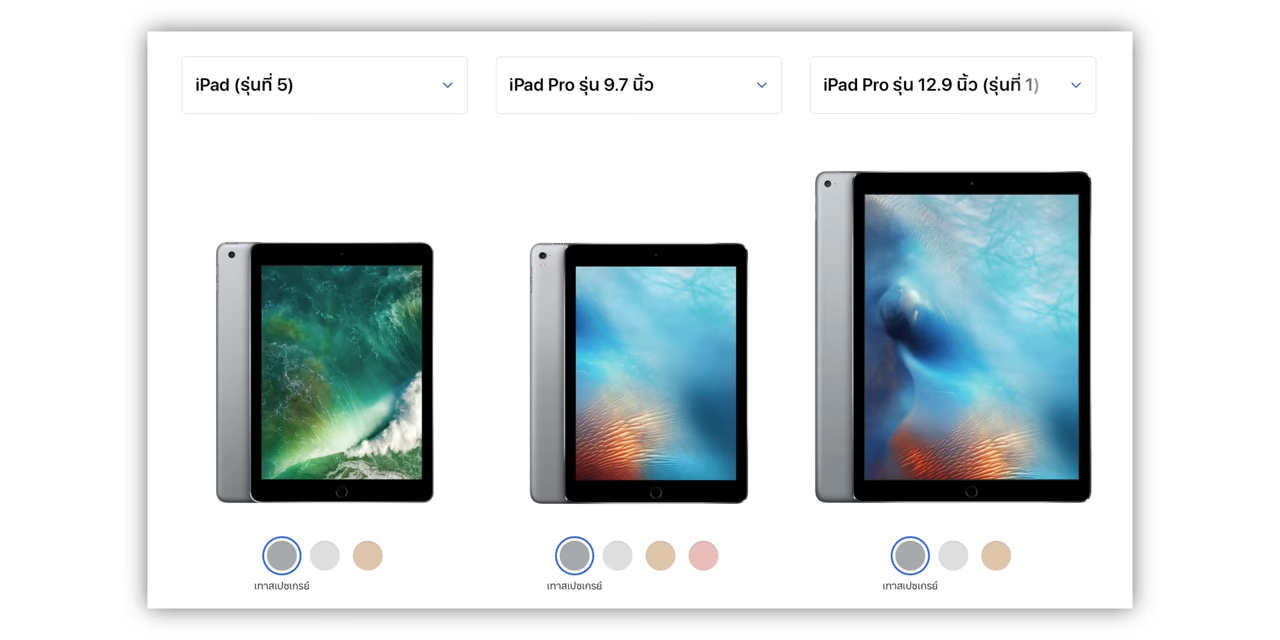 iPad (รุ่นที่ 5)
iPad Pro รุ่น 9.7 นิ้ว
iPad Pro รุ่น 12.9 นิ้ว (รุ่นที่ 1)
เทาสเปซเกรย์
เทาสเปซเกรย์
เทาสเปซเกรย์